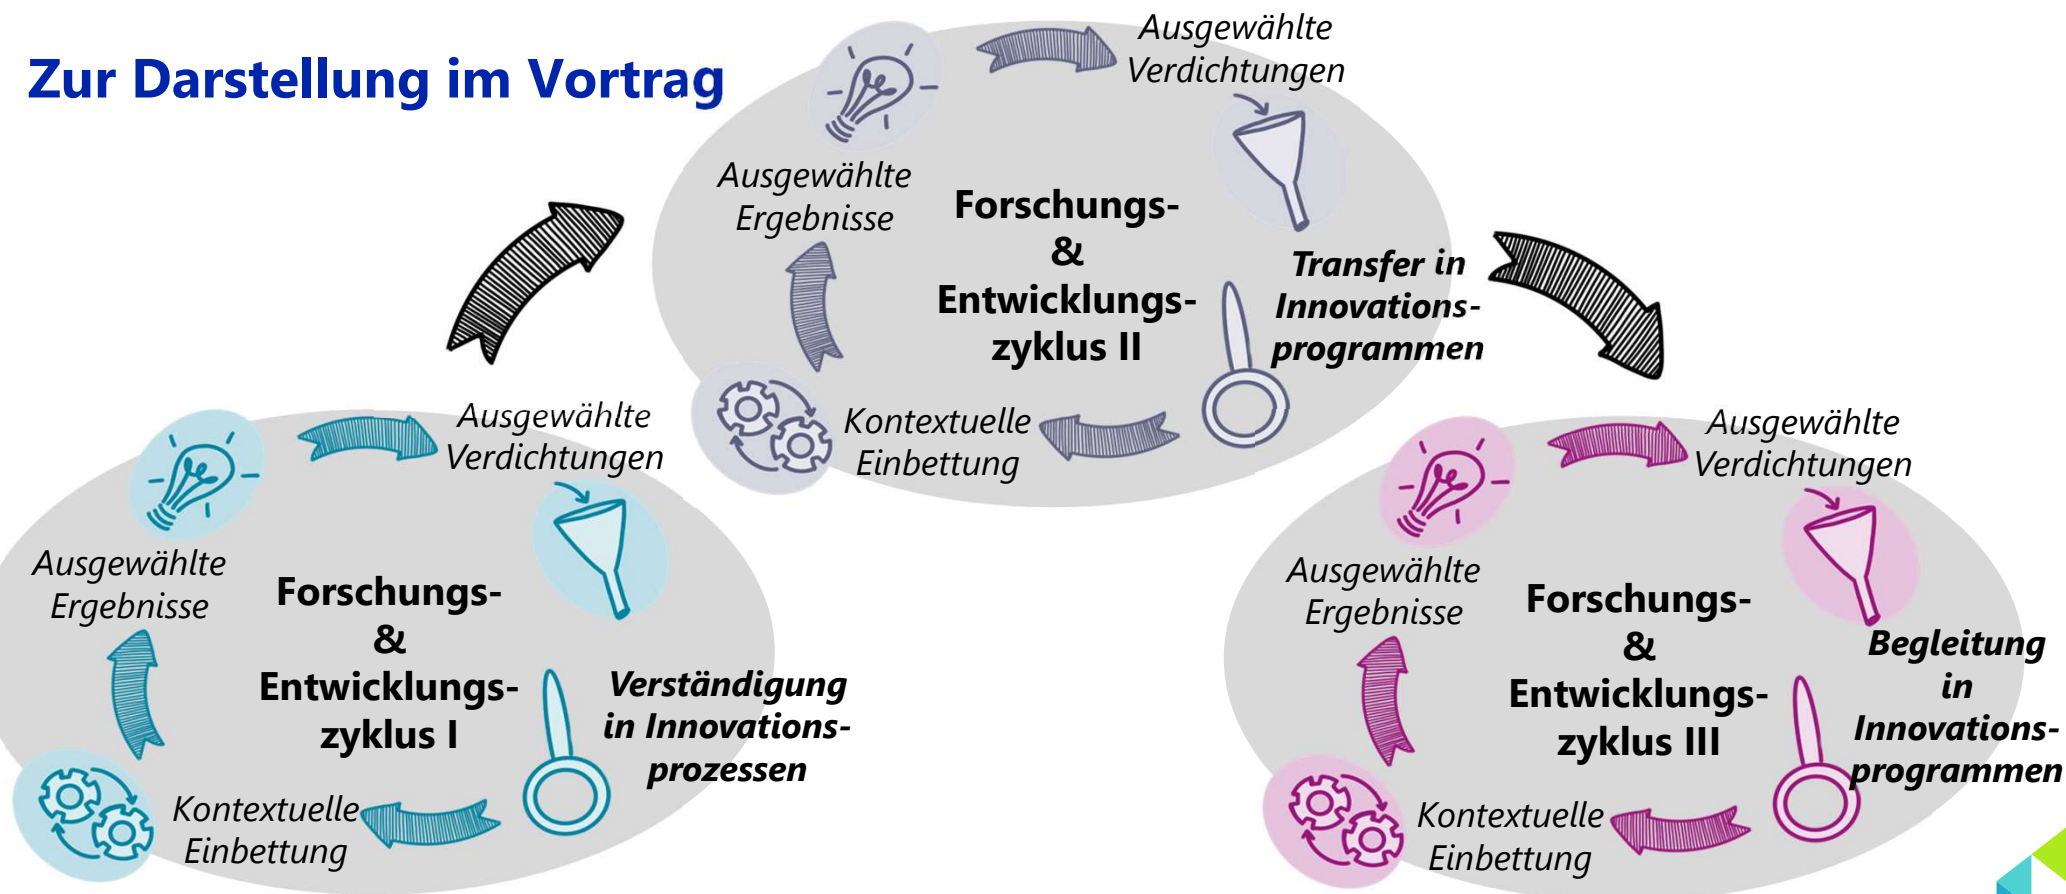 Zur Darstellung im Vortrag
Ausgewählte
Verdichtungen
Ausgewählte
Ergebnisse
Forschungs-
&
Entwicklungs-
zyklus II
Transfer in
Innovations-
programmen
Kontextuelle
Einbettung
Ausgewählte
Verdichtungen
Ausgewählte
Ergebnisse
Forschungs-
&
Entwicklungs-
zyklus I
Verständigung
in Innovations-
prozessen
Kontextuelle
Einbettung
Ausgewählte
Verdichtungen
Ausgewählte
Ergebnisse
Forschungs-
&
Entwicklungs-
zyklus III
Begleitung
in
Innovations-
programmen
Kontextuelle
Einbettung